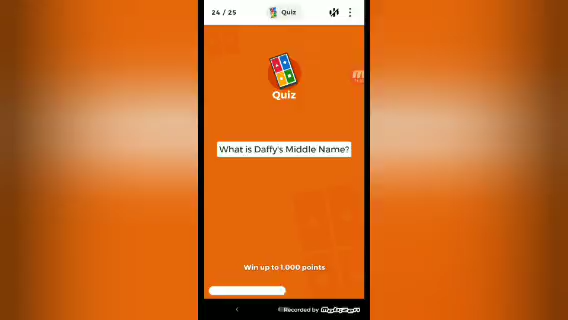 24 / 25
Quiz
Quiz
What is Daffy's Middle Name?
Win up to 1,000 points
Recorded by